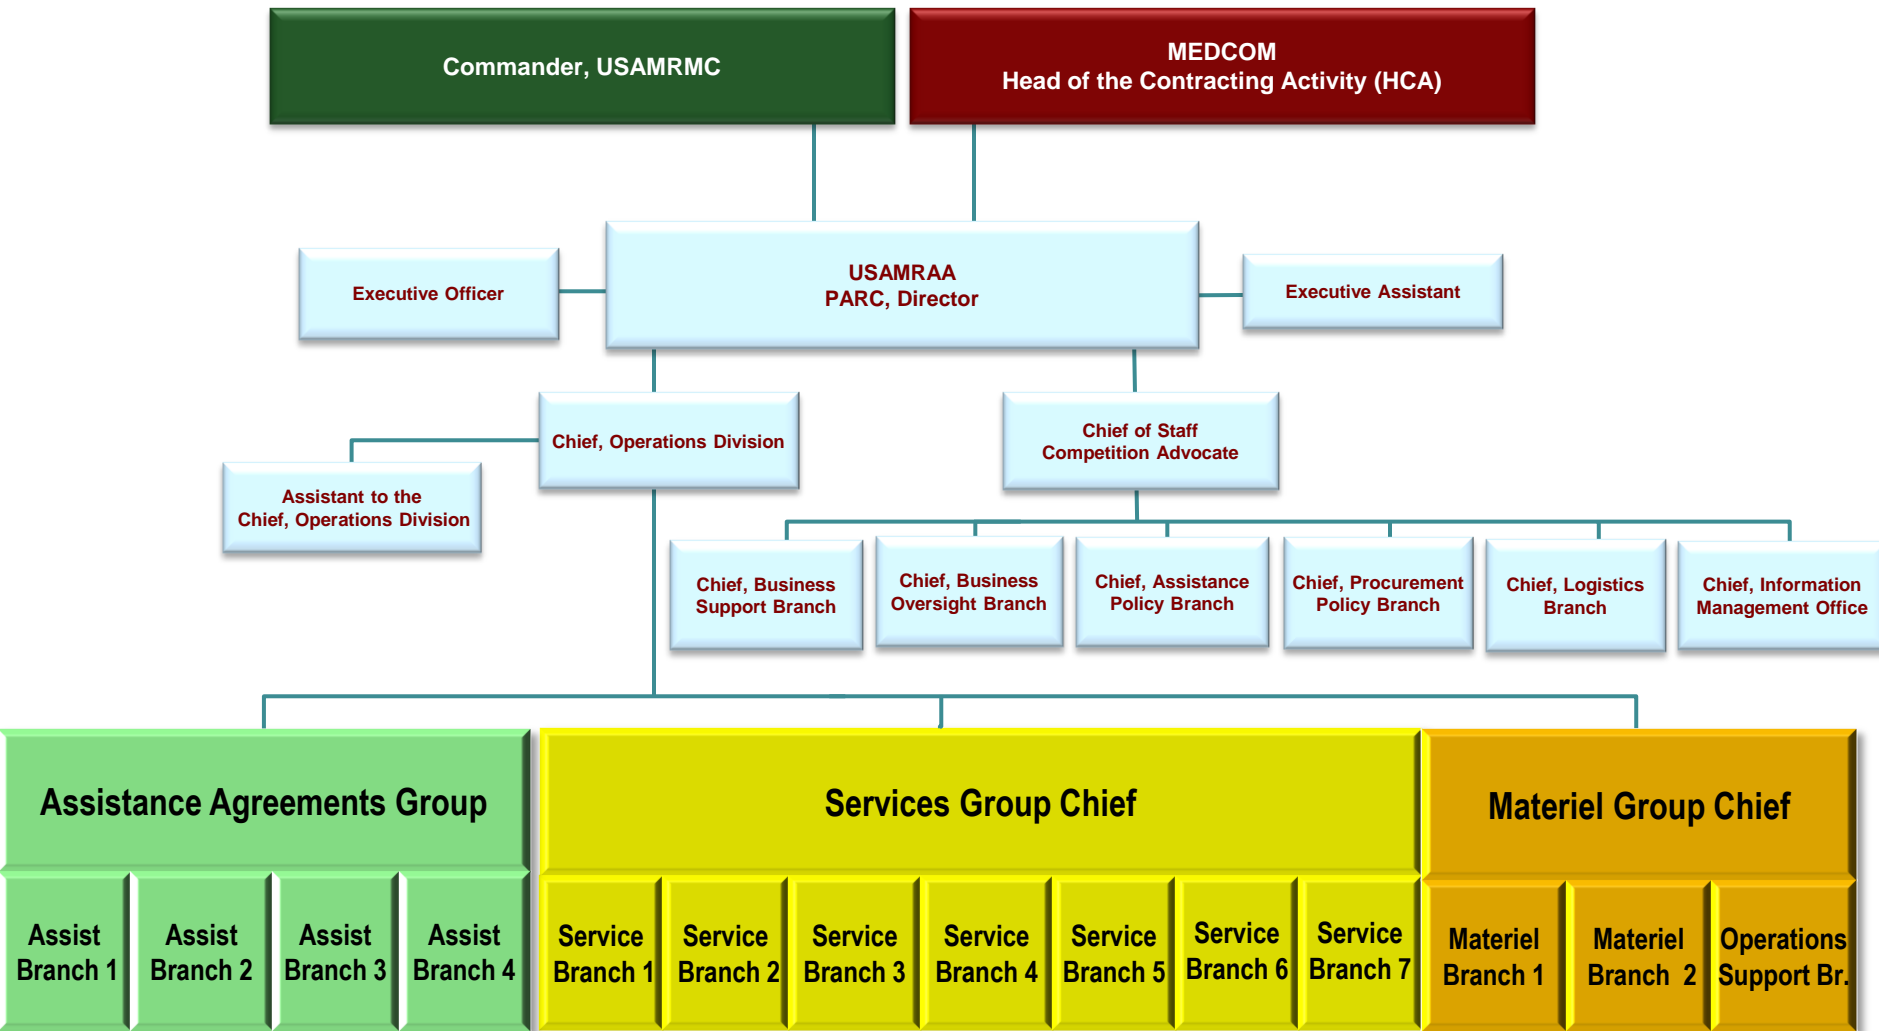 Commander, USAMRMC
MEDCOM
Head of the Contracting Activity (HCA)
Executive Officer
USAMRAA
PARC, Director
Executive Assistant
Chief, Operations Division
Chief of Staff
Competition Advocate
Assistant to the
Chief, Operations Division
Chief, Business
Support Branch
Chief, Business
Oversight Branch
Chief, Assistance
Policy Branch
Chief, Procurement
Policy Branch
Chief, Logistics
Branch
Chief, Information
Management Office
Assistance Agreements Group
Services Group Chief
Materiel Group Chief
Assist
Branch 1
Assist
Branch 2
Assist
Branch 3
Assist
Branch 4
Service
Branch 1
Service
Branch 2
Service
Branch 3
Service
Branch 4
Service
Branch 5
Service
Branch 6
Service
Branch 7
Materiel
Branch 1
Materiel
Branch 2
Operations
Support Br.